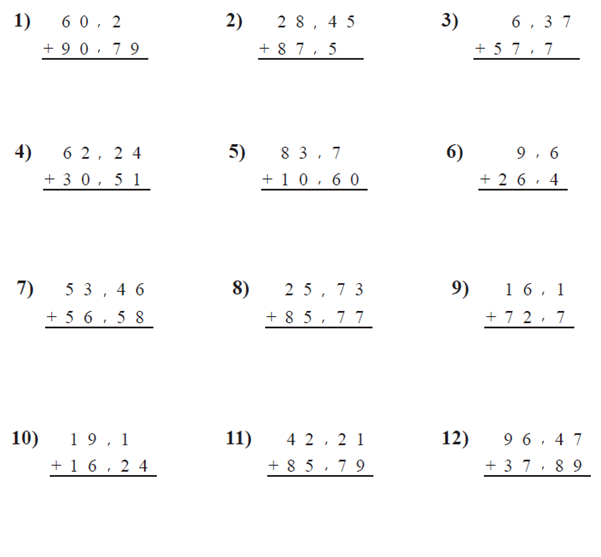 1) 60,2 2) 28,45 3) 6,37
+90,79 +87,5 +57,7
4) 62,24 5) 83,7 6) 9,6
+30,51 +10,60 +26,4
7) 53,46 8) 25,73 9) 16,1
+56,58 +85,77 +72,7
10) 19,1 11) 42,21 12) 96,47
+16,24 +85,79 +37,89